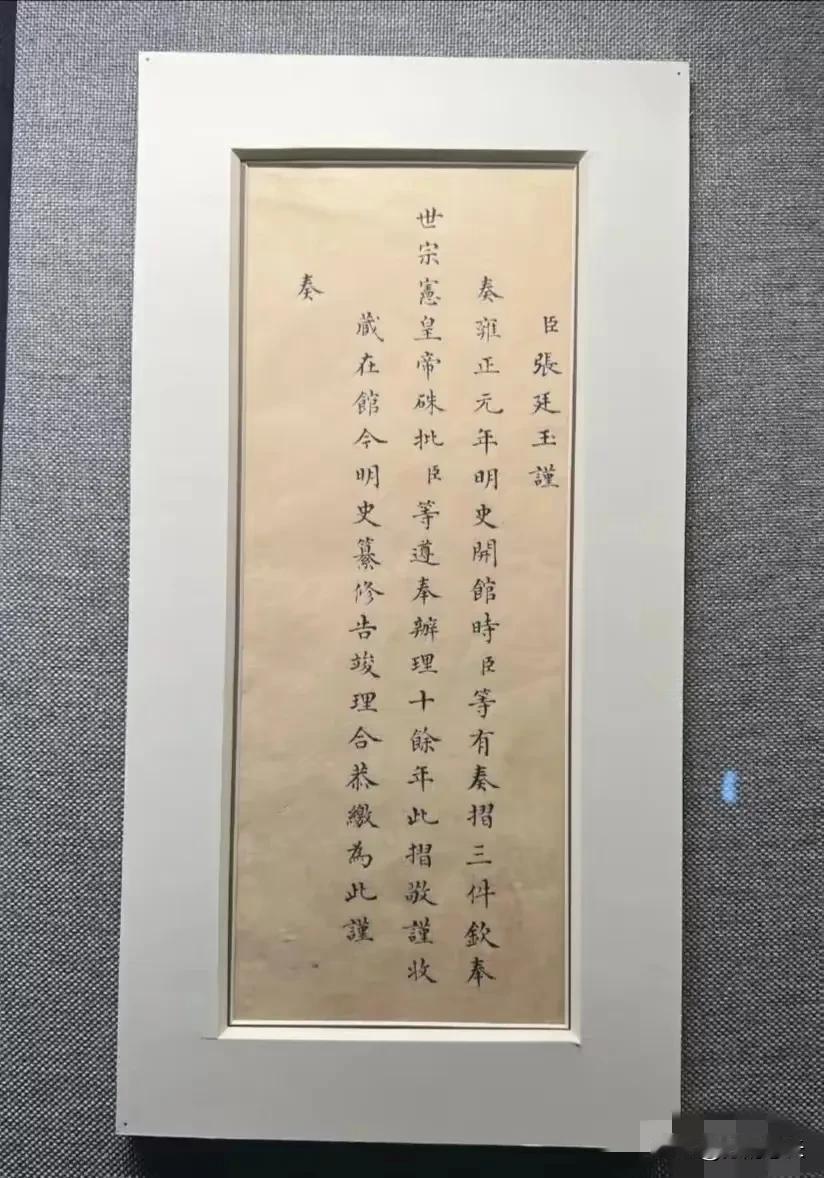 臣張廷玉謹
奏雍正元年明史開館時臣等有奏摺三件欽奉
世宗憲皇帝硃批臣等遵奉辦理十餘年此摺敬謹收
藏在館今明史纂修告竣理合恭繳為此謹
奏